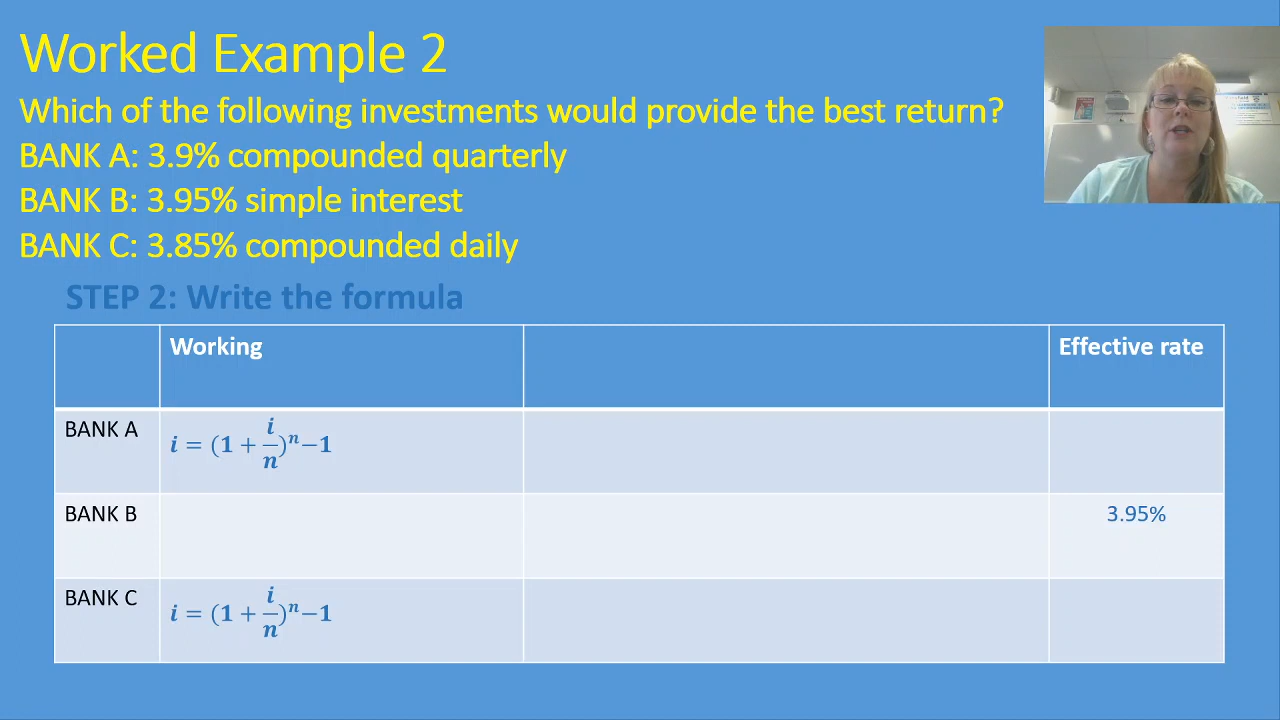 Worked Example 2
Which of the following investments would provide the best return?
BANK A: 3.9% compounded quarterly
BANK B: 3.95% simple interest
BANK C: 3.85% compounded daily
STEP 2: Write the formula
Working
Effective rate
BANK A
i = (1 + i/n)ⁿ−1
BANK B
3.95%
BANK C
i = (1 + i/n)ⁿ−1